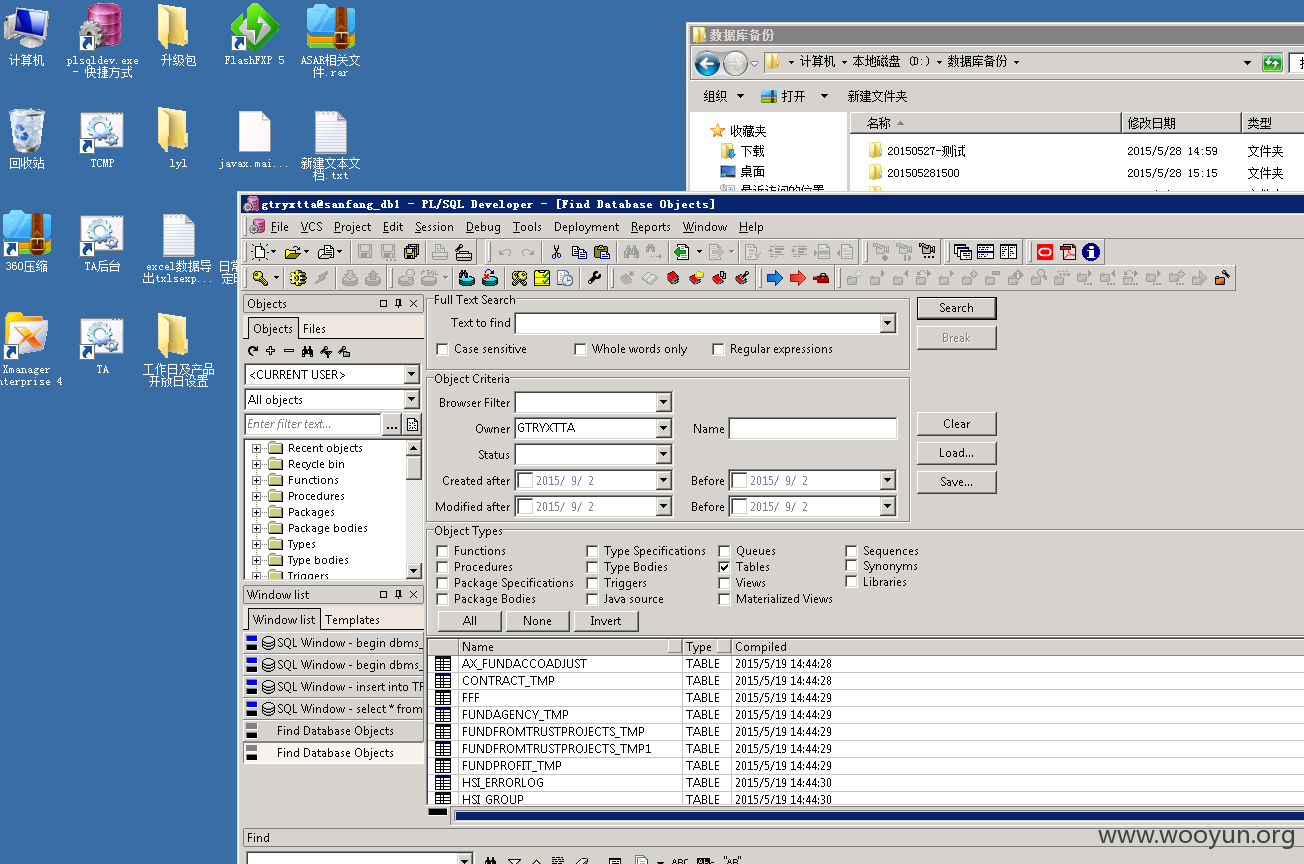 计算机
plsqldev.exe
- 快捷方式
升级包
FlashFXP 5
ASAR相关文
件.rar
回收站
TCMP
lyl
javax.mai...
新建文本文
档.txt
360压缩
TA后台
excel数据导
出txlsexp...
日常
Xmanager
nterprise 4
TA
工作日及产品
开放日设置
数据库备份
计算机 本地磁盘 (D:) 数据库备份
组织 打开 新建文件夹
收藏夹
下载
桌面
最近访问的位置
名称 修改日期 类型
20150527-测试 2015/5/28 14:59 文件夹
201505281500 2015/5/28 15:15 文件夹
gtryxtta@sanfang_db1 - PL/SQL Developer - [Find Database Objects]
File VCS Project Edit Session Debug Tools Deployment Reports Window Help
Objects
Objects Files
<CURRENT USER>
All objects
Enter filter text...
...
Recent objects
Recycle bin
Functions
Procedures
Packages
Package bodies
Types
Type bodies
Triggers
Window list
Window list Templates
SQL Window - begin dbms_
SQL Window - begin dbms_
SQL Window - insert into TF
SQL Window - select * from
Find Database Objects
Find Database Objects
Full Text Search
Text to find
Case sensitive Whole words only Regular expressions
Search
Break
Object Criteria
Browser Filter
Owner GTRYXTTA Name
Status
Created after 2015/ 9/ 2 Before 2015/ 9/ 2
Modified after 2015/ 9/ 2 Before 2015/ 9/ 2
Clear
Load...
Save...
Object Types
Functions Type Specifications Queues Sequences
Procedures Type Bodies Tables Synonyms
Package Specifications Triggers Views Libraries
Package Bodies Java source Materialized Views
All None Invert
Name Type Compiled
AX_FUNDACCOADJUST TABLE 2015/5/19 14:44:28
CONTRACT_TMP TABLE 2015/5/19 14:44:28
FFF TABLE 2015/5/19 14:44:29
FUNDAGENCY_TMP TABLE 2015/5/19 14:44:29
FUNDFROMTRUSTPROJECTS_TMP TABLE 2015/5/19 14:44:29
FUNDFROMTRUSTPROJECTS_TMP1 TABLE 2015/5/19 14:44:29
FUNDPROFIT_TMP TABLE 2015/5/19 14:44:29
HSI_ERRORLOG TABLE 2015/5/19 14:44:30
HSI_GROUP TABLE 2015/5/19 14:44:30
Find
ABC "AB"
www.wooyun.org